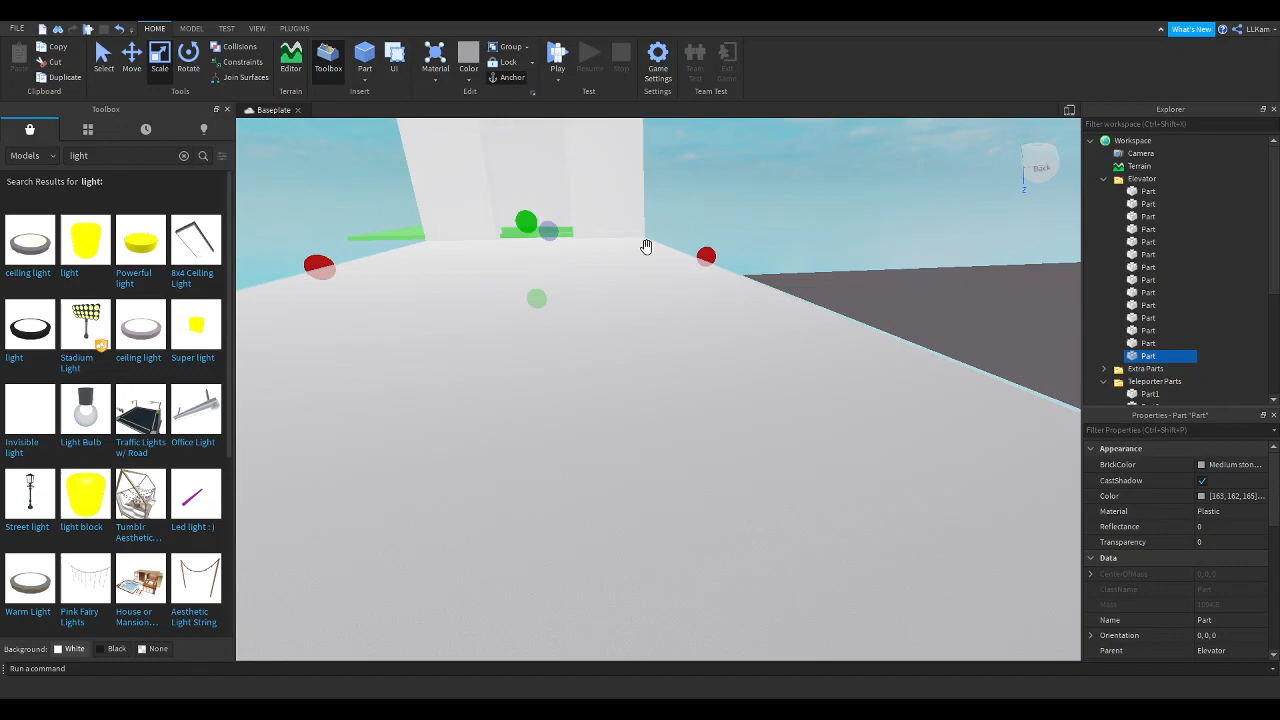 FILE HOME MODEL TEST VIEW PLUGINS What's New LLKam
Copy Cut Duplicate Paste Clipboard
Select Move Scale Rotate Collisions Constraints Join Surfaces Tools
Editor Terrain
Toolbox Part UI Insert
Material Color Group Lock Anchor Edit
Play Resume Stop Test
Game Settings Settings
Team Test Exit Game Team Test
Toolbox
Baseplate
Explorer
Models light
Filter workspace (Ctrl+Shift+X)
Search Results for light:
ceiling light
light
Powerful light
8x4 Ceiling Light
light
Stadium Light
ceiling light
Super light
Invisible light
Light Bulb
Traffic Lights w/ Road
Office Light
Street light
light block
Tumblr Aesthetic...
Led light :)
Warm Light
Pink Fairy Lights
House or Mansion...
Aesthetic Light String
Background: White Black None
Run a command
Back
Z
Workspace
Camera
Terrain
Elevator
Part
Part
Part
Part
Part
Part
Part
Part
Part
Part
Part
Part
Part
Part
Extra Parts
Teleporter Parts
Part1
Properties - Part "Part"
Filter Properties (Ctrl+Shift+P)
Appearance
BrickColor Medium ston...
CastShadow
Color [163, 162, 165]...
Material Plastic
Reflectance 0
Transparency 0
Data
CenterOfMass 0, 0, 0
ClassName Part
Name Part
Orientation 0, 0, 0
Parent Elevator